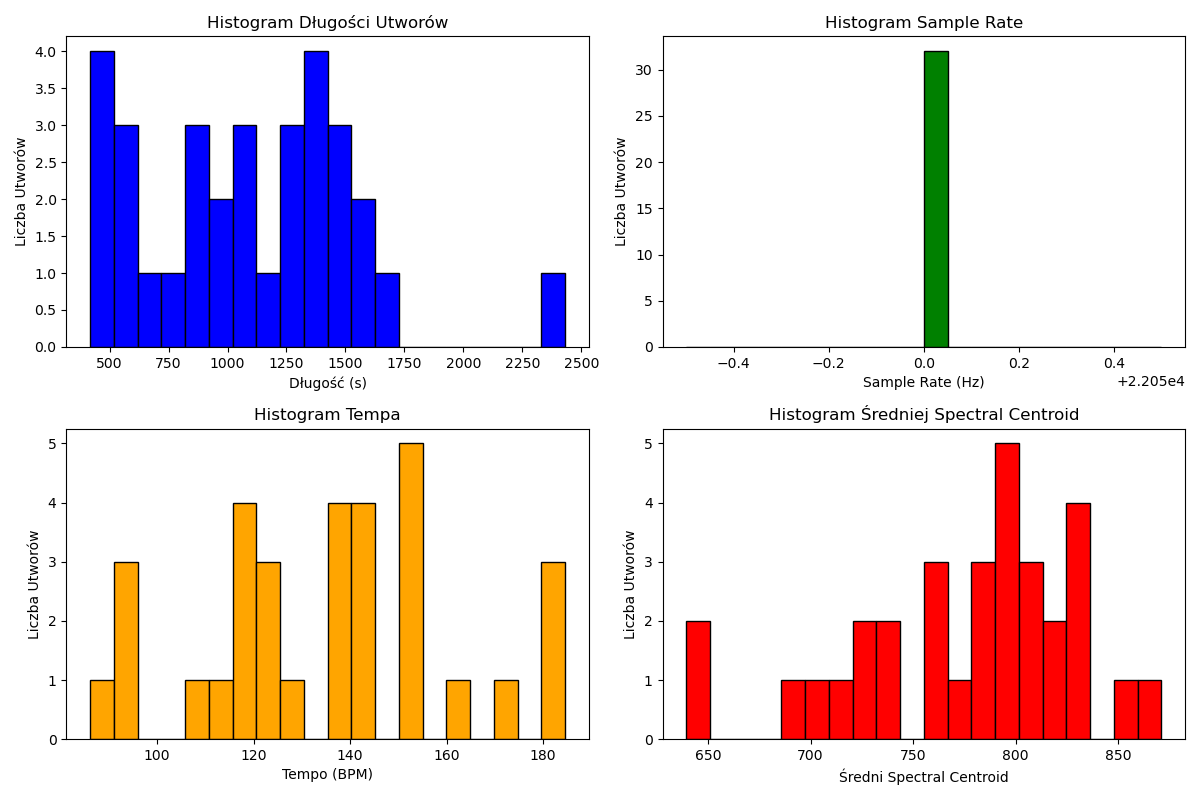 Histogram Długości Utworów
Liczba Utworów
4.0
3.5
3.0
2.5
2.0
1.5
1.0
0.5
0.0
500 750 1000 1250 1500 1750 2000 2250 2500
Długość (s)
Histogram Sample Rate
Liczba Utworów
30
25
20
15
10
5
0
−0.4 −0.2 0.0 0.2 0.4
Sample Rate (Hz)
+2.205e4
Histogram Tempa
Liczba Utworów
5
4
3
2
1
0
100 120 140 160 180
Tempo (BPM)
Histogram Średniej Spectral Centroid
Liczba Utworów
5
4
3
2
1
0
650 700 750 800 850
Średni Spectral Centroid